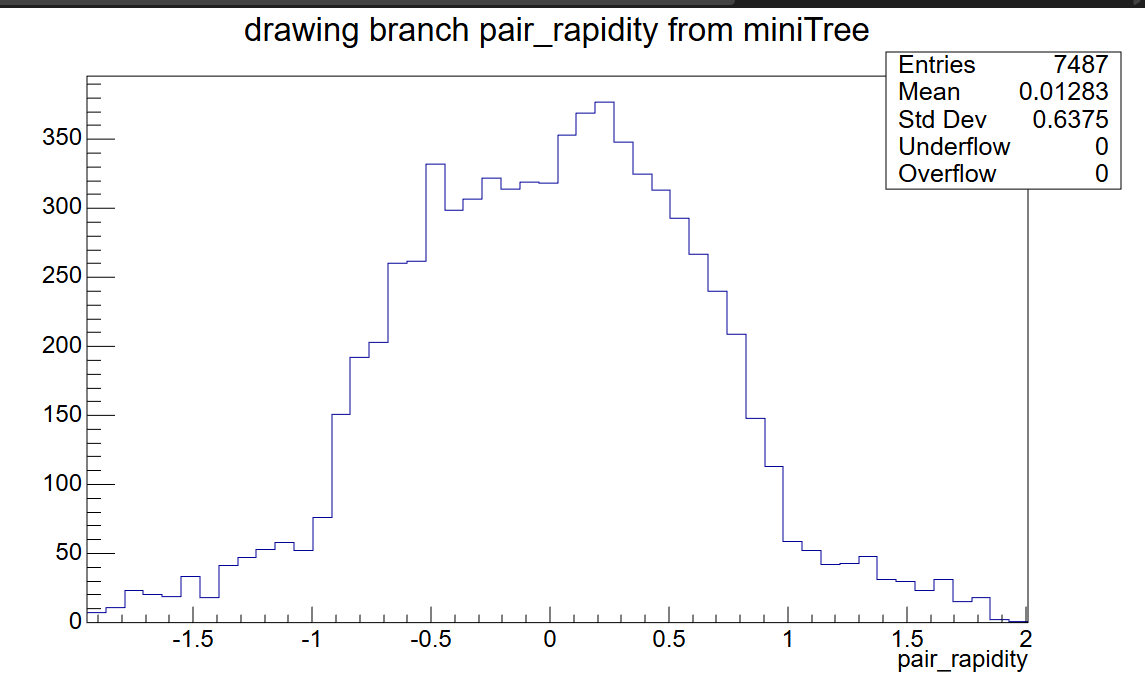 drawing branch pair_rapidity from miniTree
Entries 7487
Mean 0.01283
Std Dev 0.6375
Underflow 0
Overflow 0
350
300
250
200
150
100
50
0
-1.5 -1 -0.5 0 0.5 1 1.5 2
pair_rapidity